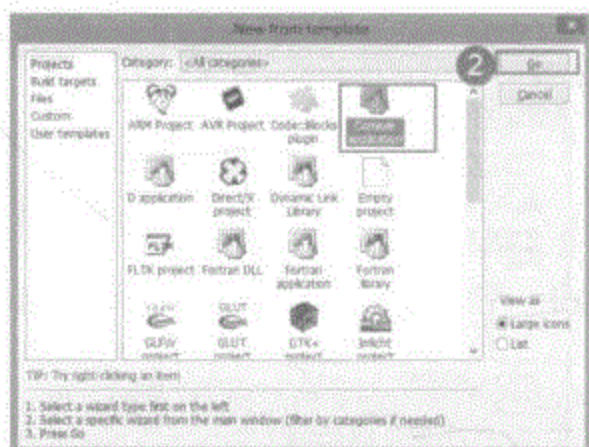 New from template
Projects
Build targets
Files
Custom
User templates
Category: <All categories>
2
Go
Cancel
ARM Project
AVR Project
Code::Blocks plugin
Console application
D application
Direct/X project
Dynamic Link Library
Empty project
FLTK project
Fortran DLL
Fortran application
Fortran library
GLFW project
GLUT project
GTK+ project
Irrlicht project
View as
Large icons
List
TIP: Try right-clicking an item
1. Select a wizard type first on the left
2. Select a specific wizard from the main window (filter by categories if needed)
3. Press Go